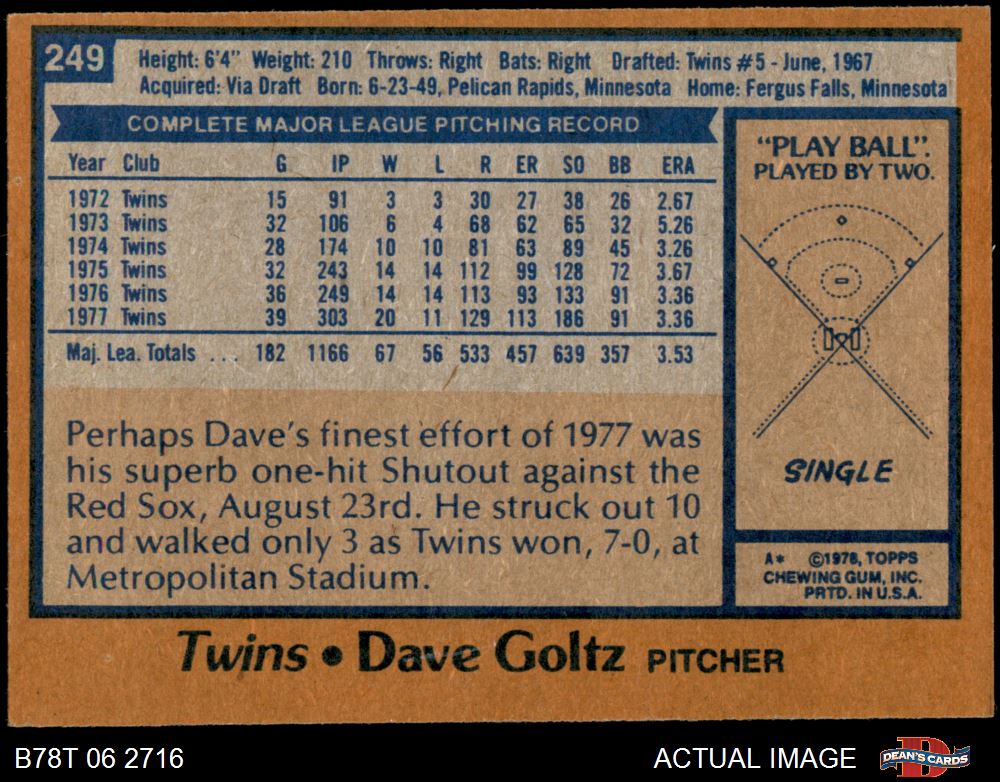 249
Height: 6'4" Weight: 210 Throws: Right Bats: Right Drafted: Twins #5 - June, 1967
Acquired: Via Draft Born: 6-23-49, Pelican Rapids, Minnesota Home: Fergus Falls, Minnesota
COMPLETE MAJOR LEAGUE PITCHING RECORD
Year Club G IP W L R ER SO BB ERA
1972 Twins 15 91 3 3 30 27 38 26 2.67
1973 Twins 32 106 6 4 68 62 65 32 5.26
1974 Twins 28 174 10 10 81 63 89 45 3.26
1975 Twins 32 243 14 14 112 99 128 72 3.67
1976 Twins 36 249 14 14 113 93 133 91 3.36
1977 Twins 39 303 20 11 129 113 186 91 3.36
Maj. Lea. Totals . . . 182 1166 67 56 533 457 639 357 3.53
Perhaps Dave's finest effort of 1977 was
his superb one-hit Shutout against the
Red Sox, August 23rd. He struck out 10
and walked only 3 as Twins won, 7-0, at
Metropolitan Stadium.
"PLAY BALL".
PLAYED BY TWO.
SINGLE
A* ©1978, TOPPS
CHEWING GUM, INC.
PRTD. IN U.S.A.
Twins • Dave Goltz PITCHER
B78T 06 2716
ACTUAL IMAGE
DEAN'S CARDS